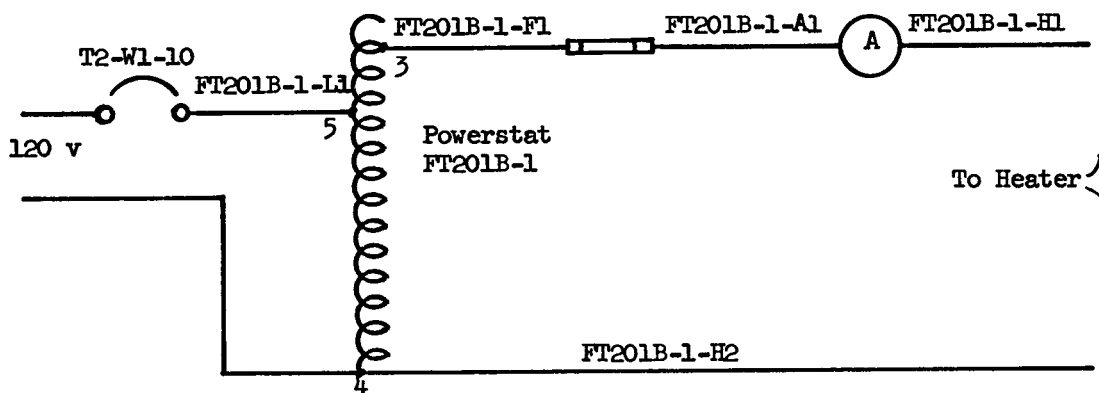 FT201B-1-F1
FT201B-1-A1
A
FT201B-1-H1
T2-W1-10
FT201B-1-L1
3
5
120 v
Powerstat
FT201B-1
To Heater
FT201B-1-H2
4